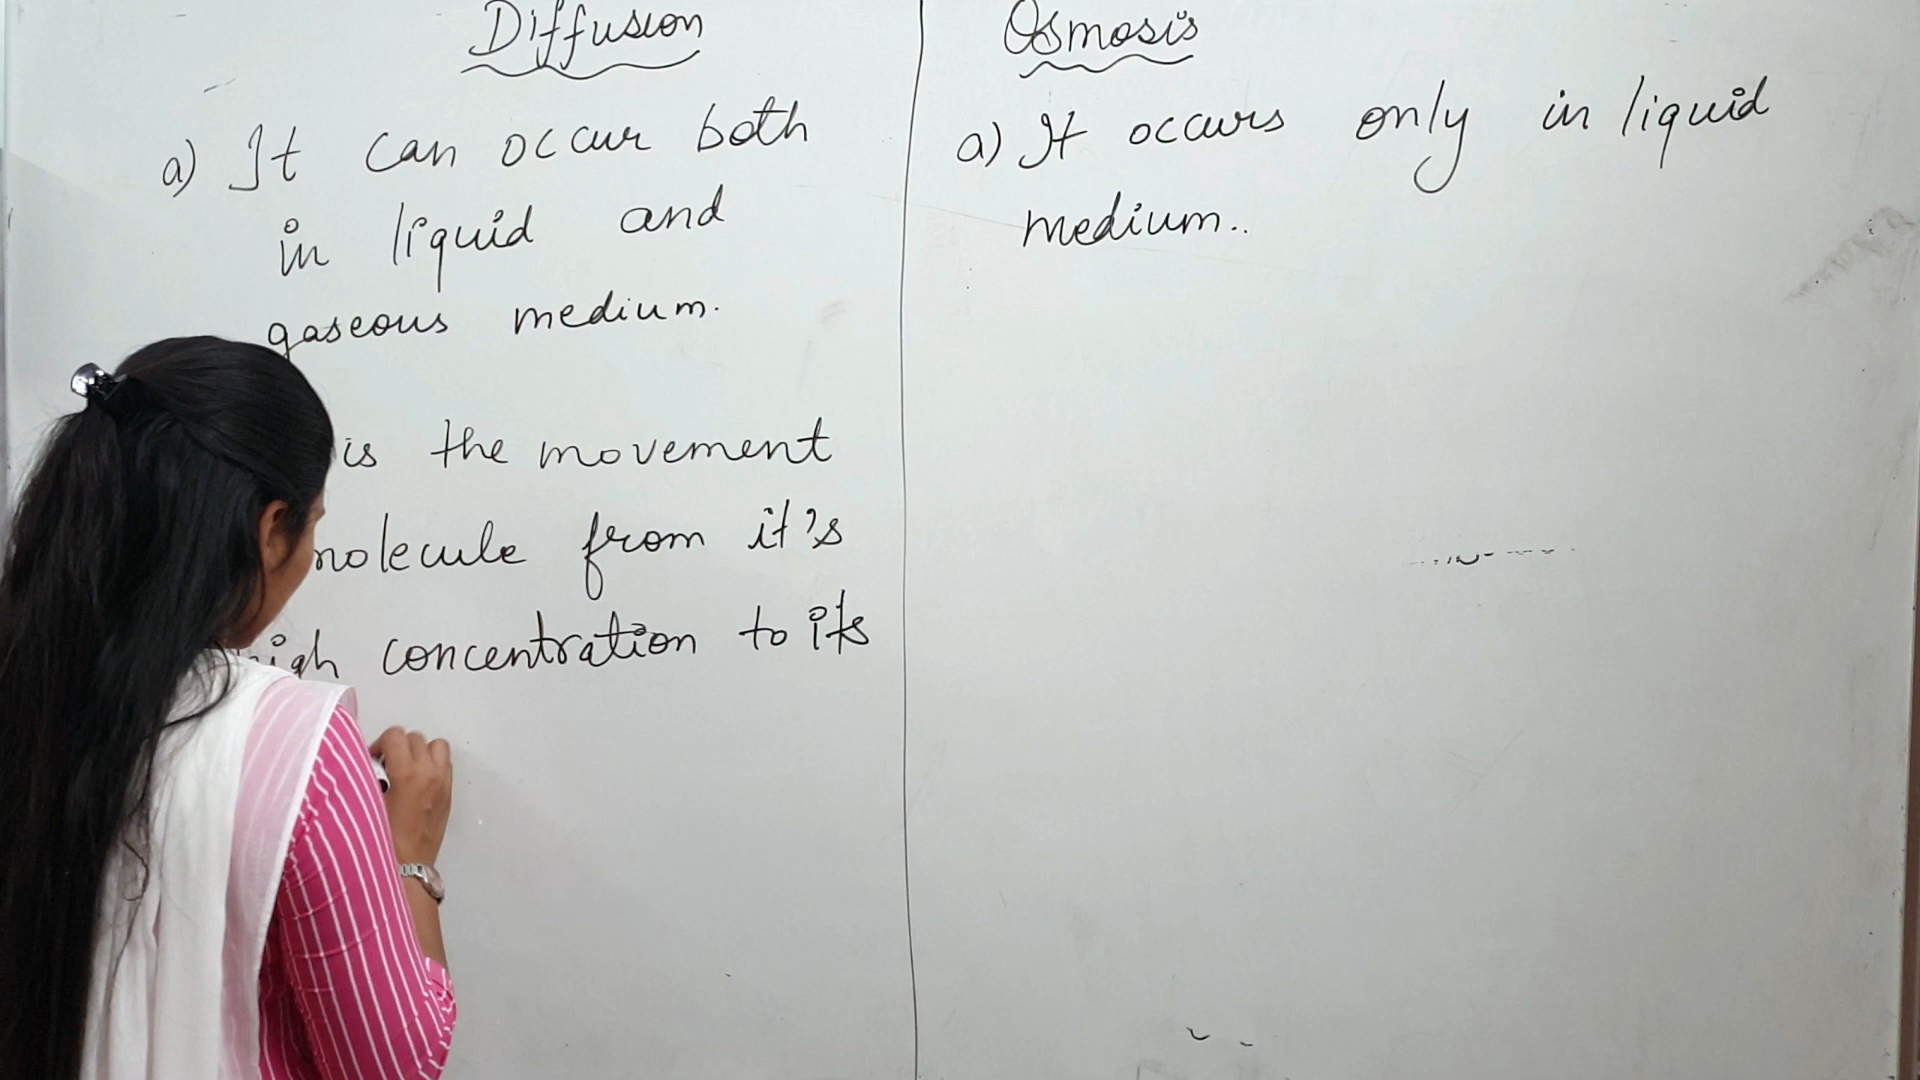 Diffusion
a) It can occur both
in liquid and
gaseous medium.
is the movement
molecule from it's
high concentration to its
Osmosis
a) It occurs only in liquid
medium..